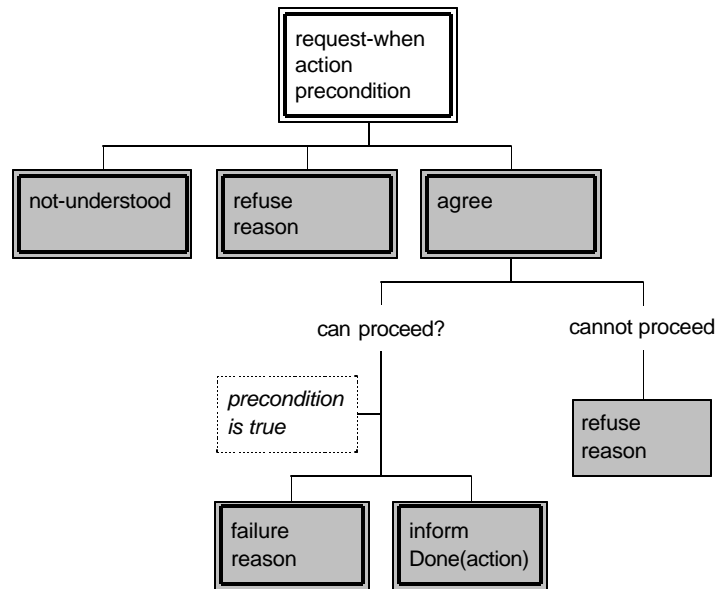 request-when
action
precondition
not-understood
refuse
reason
agree
can proceed?
cannot proceed
precondition
is true
refuse
reason
failure
reason
inform
Done(action)